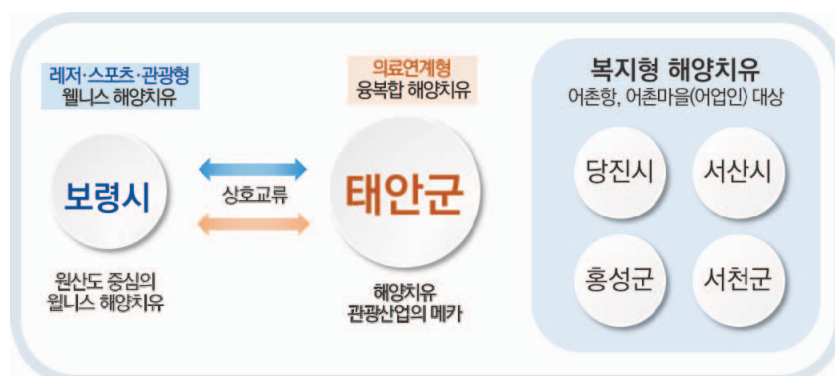 레저·스포츠·관광형
웰니스 해양치유
보령시
원산도 중심의
웰니스 해양치유
상호교류
의료연계형
융복합 해양치유
태안군
해양치유
관광산업의 메카
복지형 해양치유
어촌항, 어촌마을(어업인) 대상
당진시
서산시
홍성군
서천군